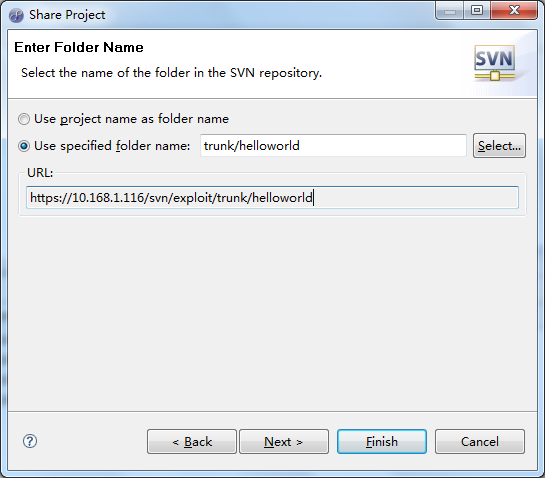 Share Project
Enter Folder Name
Select the name of the folder in the SVN repository.
SVN
Use project name as folder name
Use specified folder name: trunk/helloworld Select...
URL:
https://10.168.1.116/svn/exploit/trunk/helloworld
? < Back Next > Finish Cancel